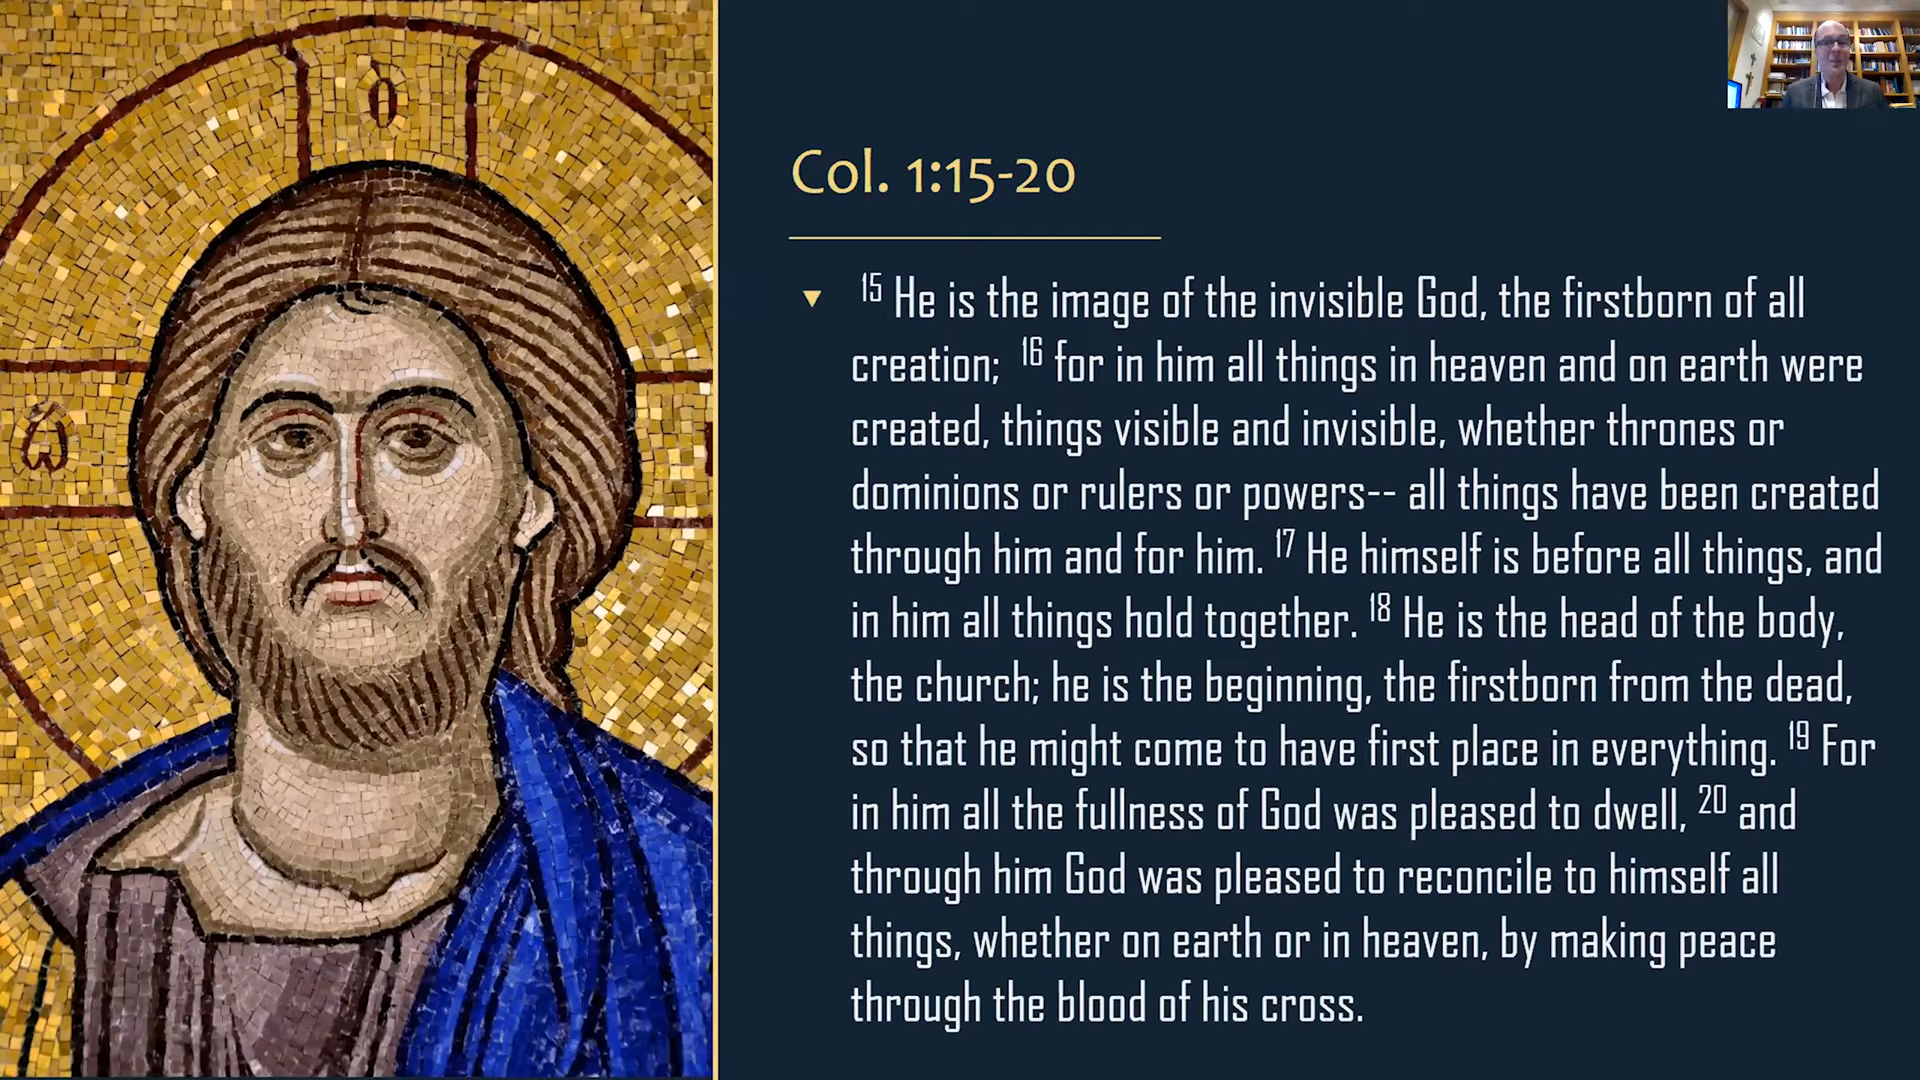 Ο
Ѡ
Col. 1:15-20
15 He is the image of the invisible God, the firstborn of all
creation; 16 for in him all things in heaven and on earth were
created, things visible and invisible, whether thrones or
dominions or rulers or powers-- all things have been created
through him and for him. 17 He himself is before all things, and
in him all things hold together. 18 He is the head of the body,
the church; he is the beginning, the firstborn from the dead,
so that he might come to have first place in everything. 19 For
in him all the fullness of God was pleased to dwell, 20 and
through him God was pleased to reconcile to himself all
things, whether on earth or in heaven, by making peace
through the blood of his cross.